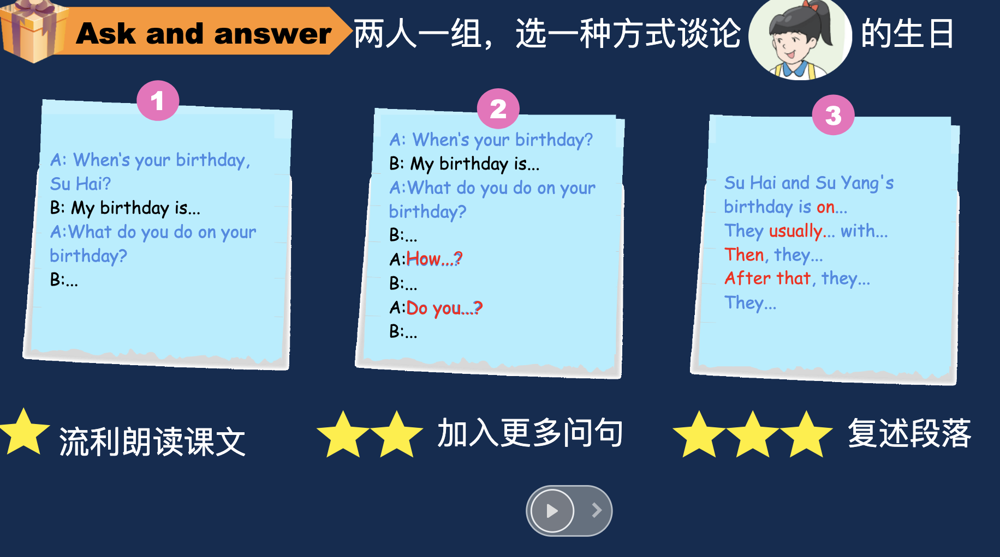 Ask and answer 两人一组，选一种方式谈论 的生日
1
A: When's your birthday,
Su Hai?
B: My birthday is...
A:What do you do on your
birthday?
B:...
2
A: When's your birthday?
B: My birthday is...
A:What do you do on your
birthday?
B:...
A:How...?
B:...
A:Do you...?
B:...
3
Su Hai and Su Yang's
birthday is on...
They usually... with...
Then, they...
After that, they...
They...
流利朗读课文
加入更多问句
复述段落